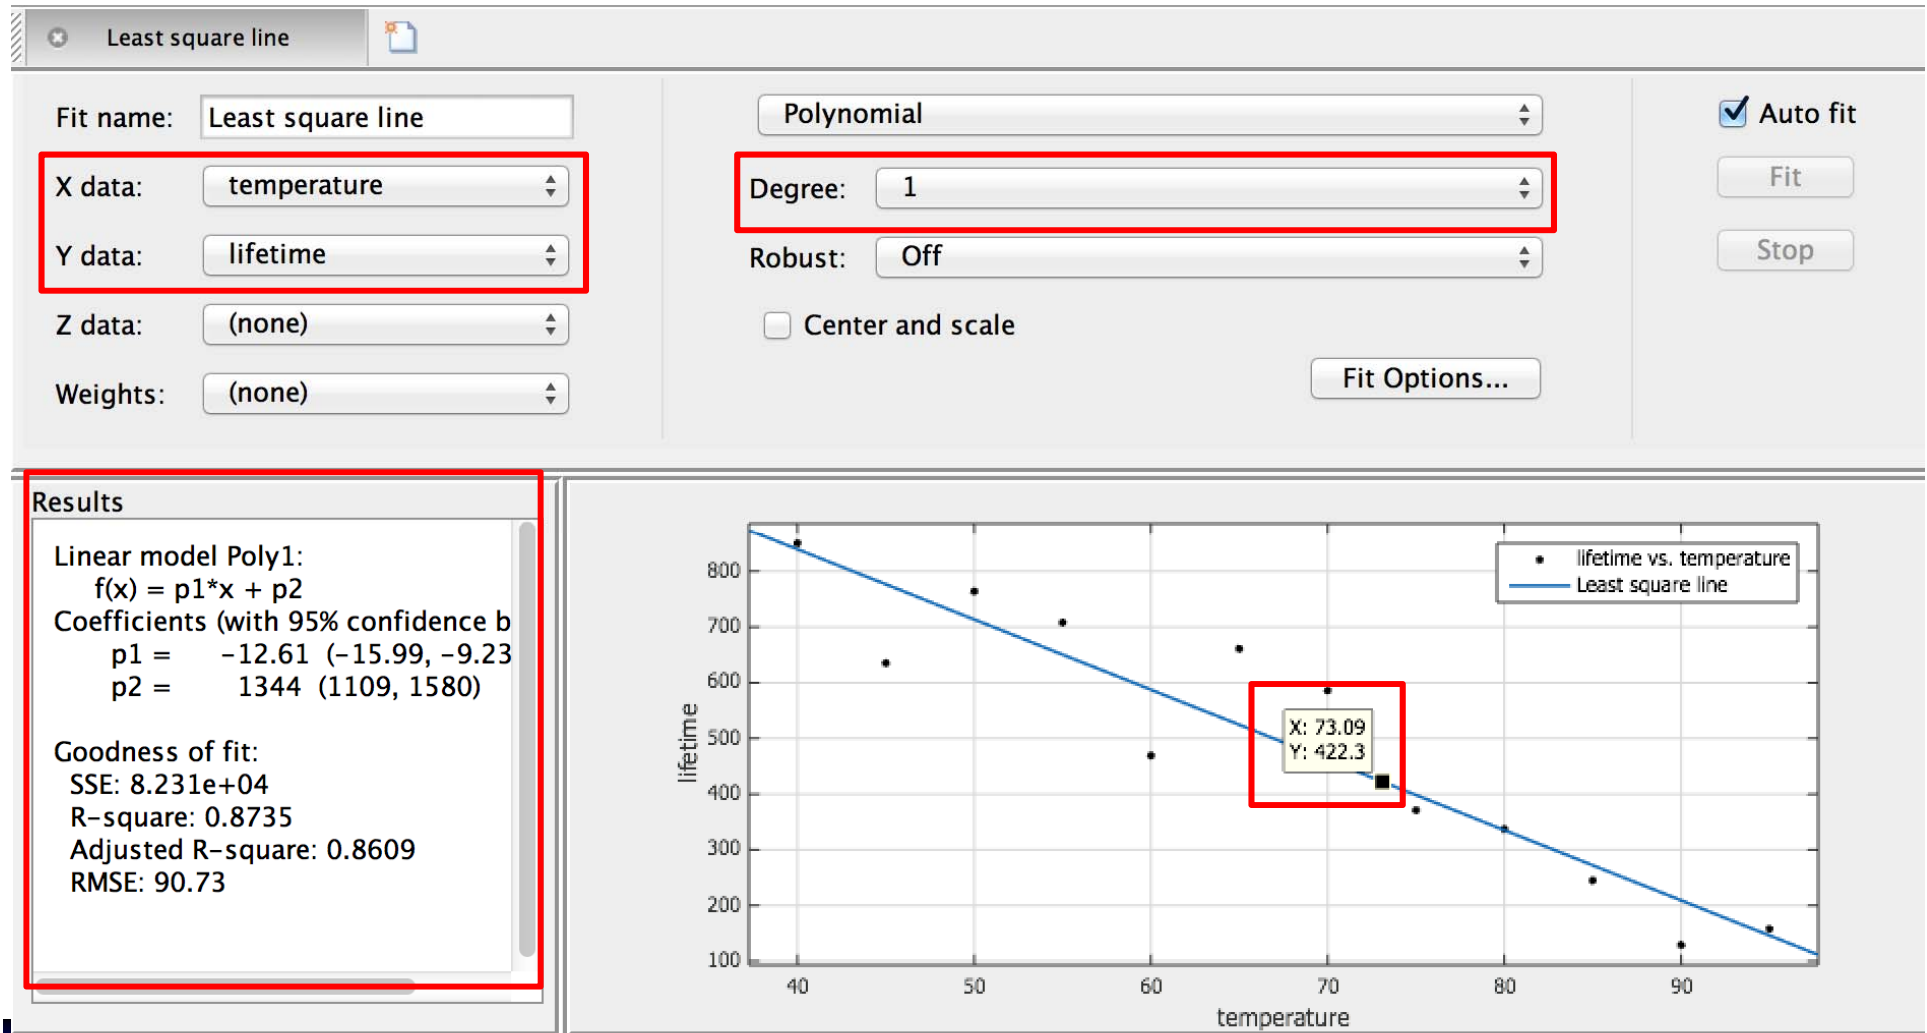 Least square line
Fit name: Least square line
X data: temperature
Y data: lifetime
Z data: (none)
Weights: (none)
Polynomial
Degree: 1
Robust: Off
Center and scale
Fit Options...
Auto fit
Fit
Stop
Results
Linear model Poly1:
f(x) = p1*x + p2
Coefficients (with 95% confidence b
p1 = -12.61 (-15.99, -9.23
p2 = 1344 (1109, 1580)
Goodness of fit:
SSE: 8.231e+04
R-square: 0.8735
Adjusted R-square: 0.8609
RMSE: 90.73
lifetime vs. temperature
Least square line
X: 73.09
Y: 422.3
lifetime
800
700
600
500
400
300
200
100
40 50 60 70 80 90
temperature